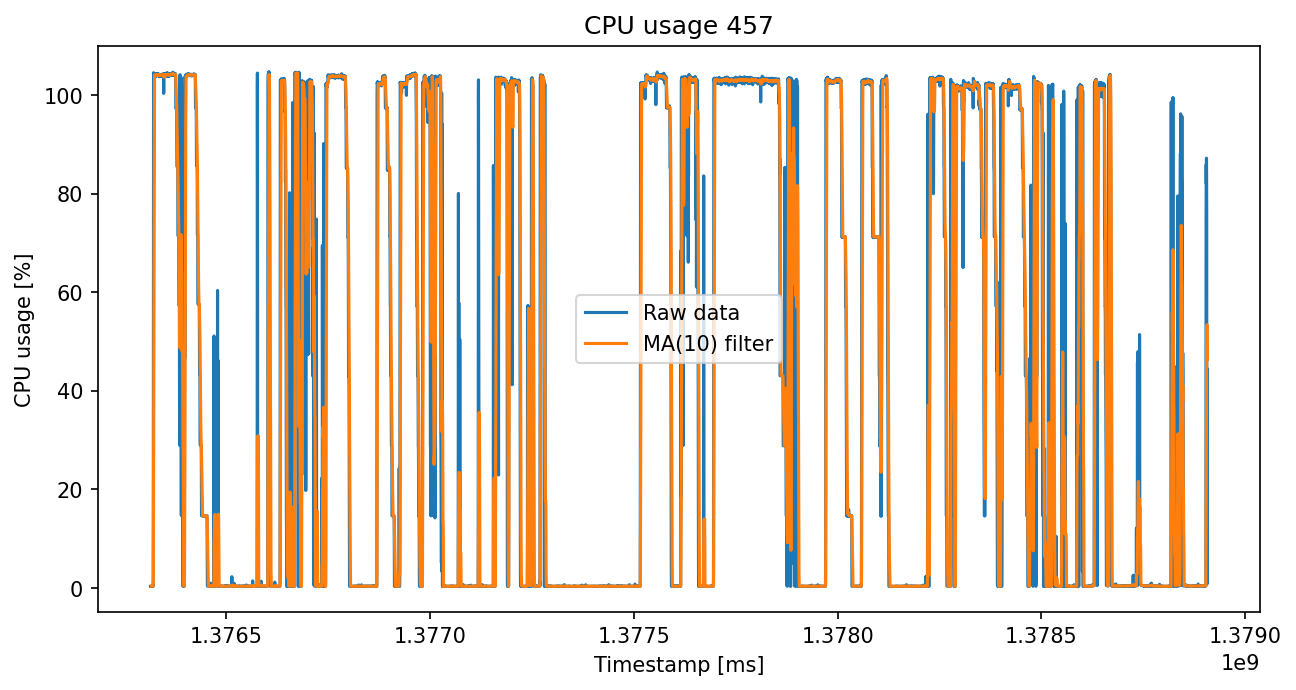 CPU usage 457
CPU usage [%]
100
80
60
40
20
0
Raw data
MA(10) filter
1.3765
1.3770
1.3775
1.3780
1.3785
1.3790
1e9
Timestamp [ms]